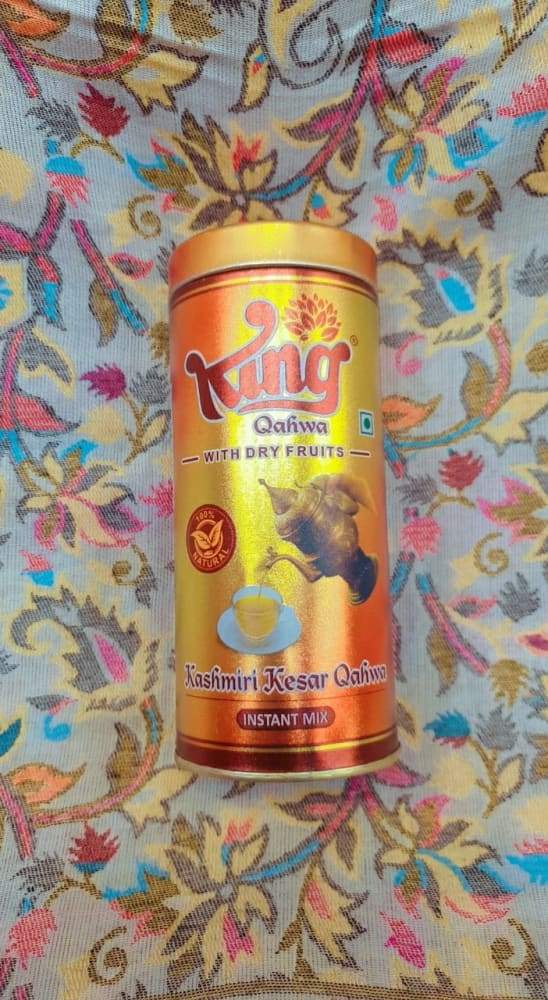 King®
Qahwa
WITH DRY FRUITS
100%
NATURAL
Kashmiri Kesar Qahwa
INSTANT MIX